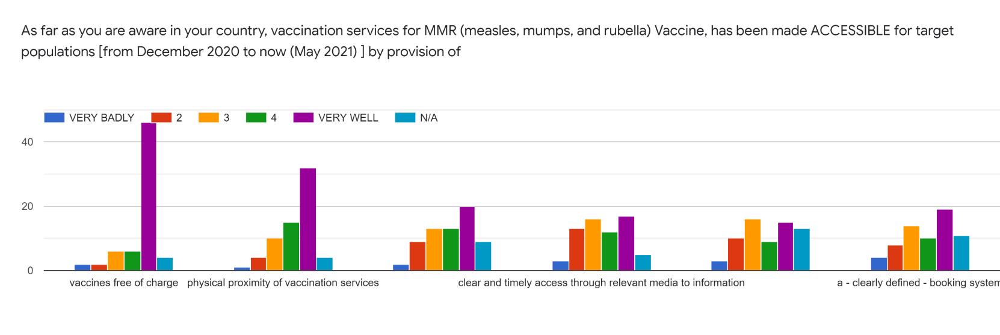 As far as you are aware in your country, vaccination services for MMR (measles, mumps, and rubella) Vaccine, has been made ACCESSIBLE for target
populations [from December 2020 to now (May 2021) ] by provision of
VERY BADLY 2 3 4 VERY WELL N/A
40
20
0
vaccines free of charge physical proximity of vaccination services clear and timely access through relevant media to information a - clearly defined - booking system